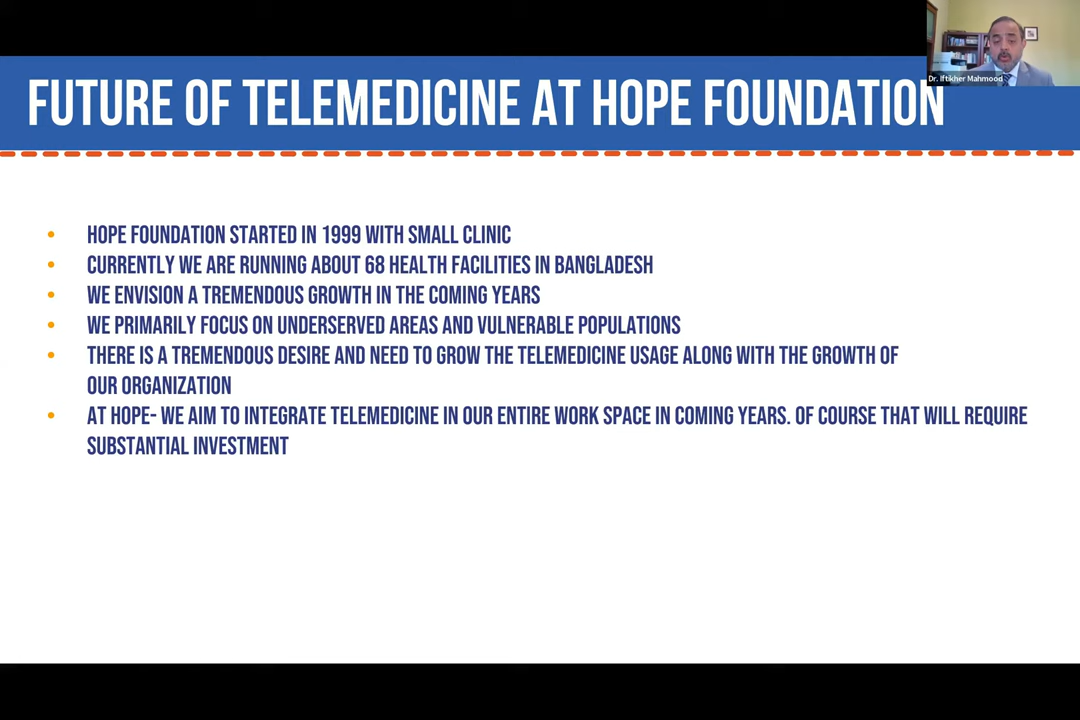 Dr. Iftikher Mahmood
FUTURE OF TELEMEDICINE AT HOPE FOUNDATION
• HOPE FOUNDATION STARTED IN 1999 WITH SMALL CLINIC
• CURRENTLY WE ARE RUNNING ABOUT 68 HEALTH FACILITIES IN BANGLADESH
• WE ENVISION A TREMENDOUS GROWTH IN THE COMING YEARS
• WE PRIMARILY FOCUS ON UNDERSERVED AREAS AND VULNERABLE POPULATIONS
• THERE IS A TREMENDOUS DESIRE AND NEED TO GROW THE TELEMEDICINE USAGE ALONG WITH THE GROWTH OF
OUR ORGANIZATION
• AT HOPE- WE AIM TO INTEGRATE TELEMEDICINE IN OUR ENTIRE WORK SPACE IN COMING YEARS. OF COURSE THAT WILL REQUIRE
SUBSTANTIAL INVESTMENT